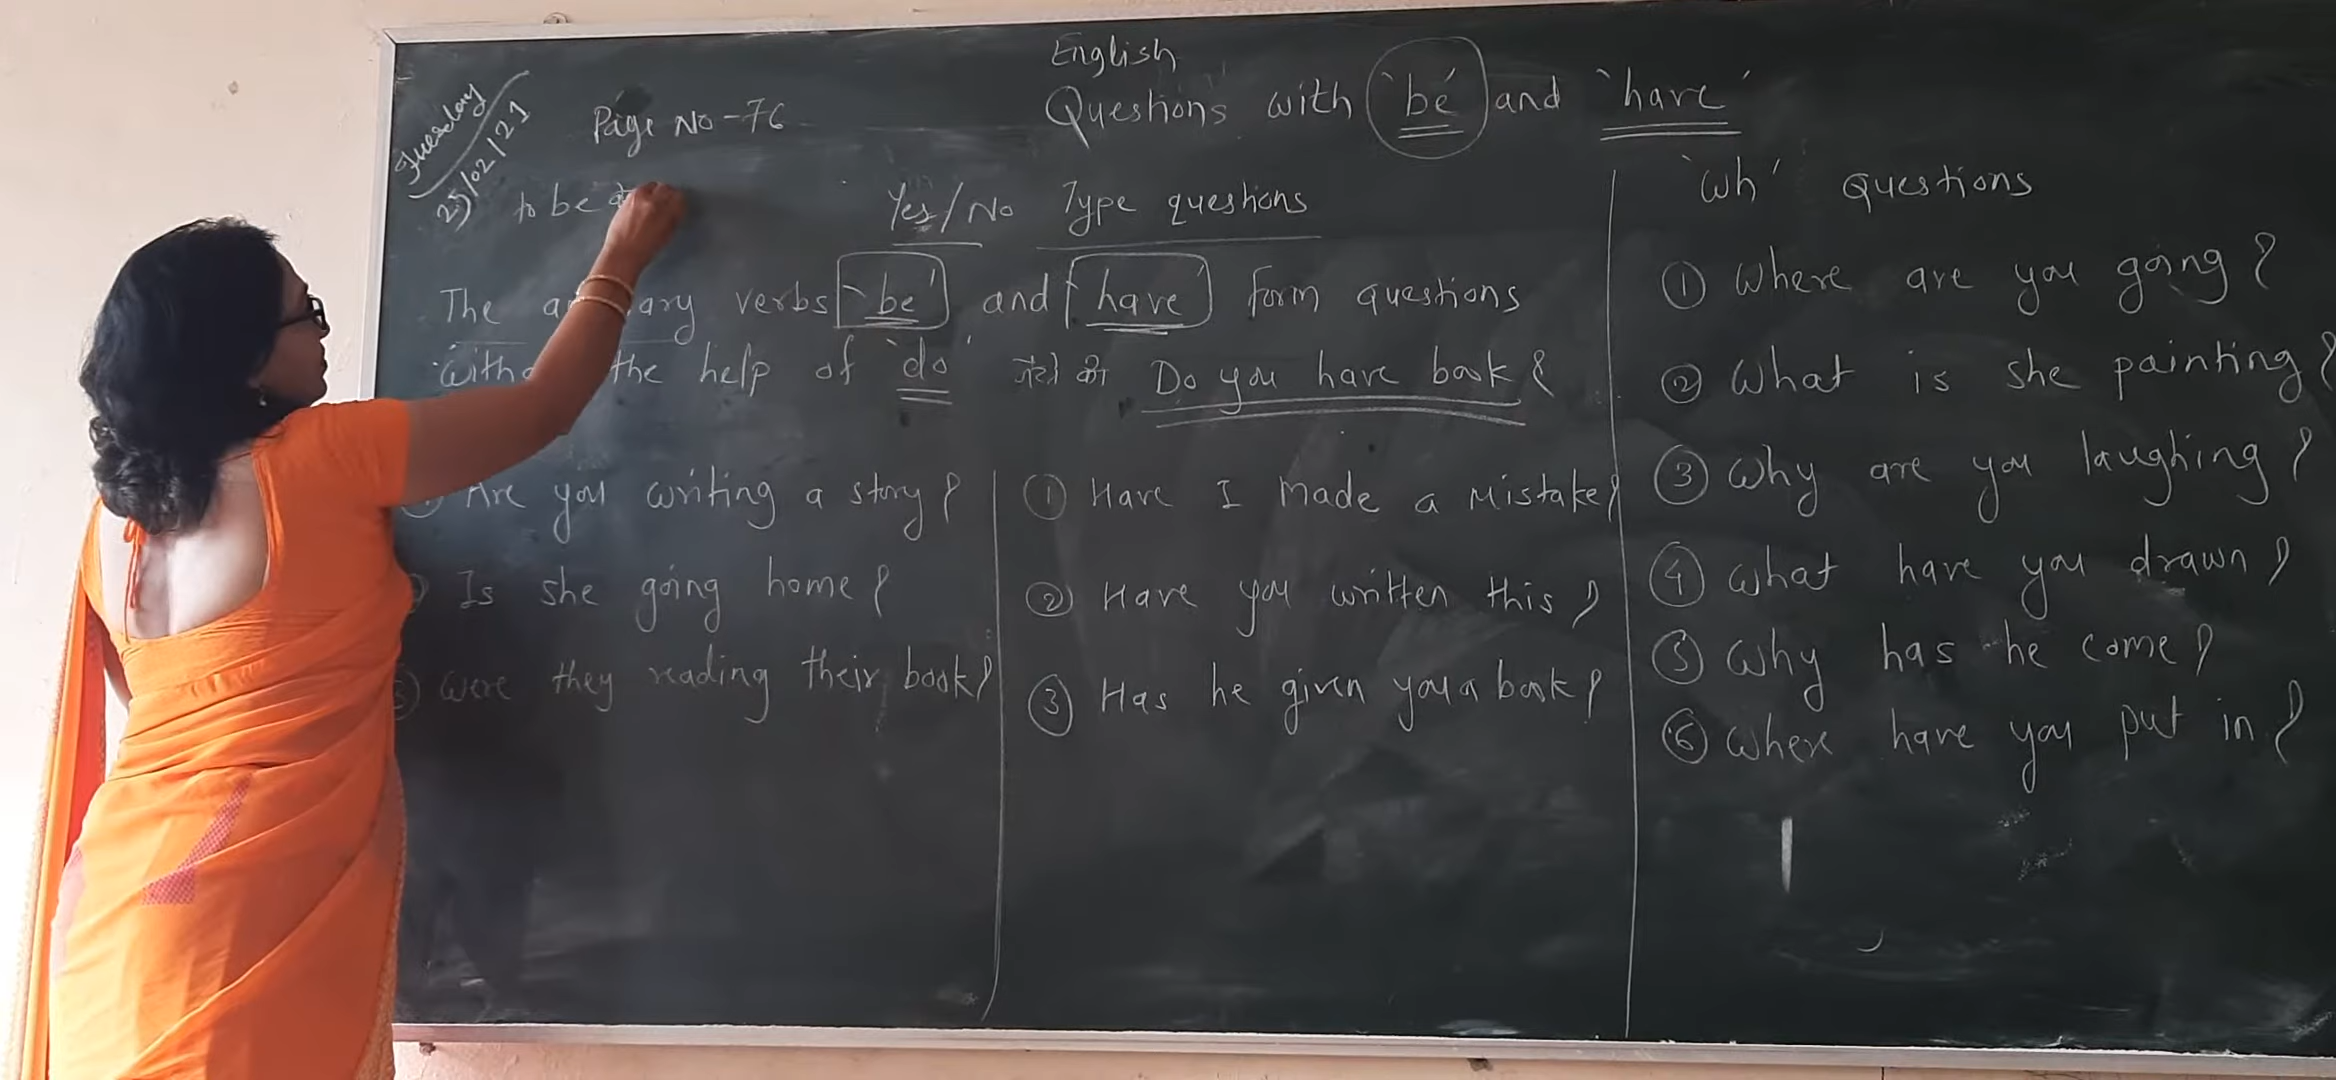 English
Questions with 'be' and 'have'
Tuesday
/02/21
Page No-76
to be
Yes/No Type questions
The verbs 'be' and 'have' form questions
the help of 'do' Do you have book?
Are you writing a story?
Is she going home?
3) Were they reading their book?
1 Have I made a mistake?
2 Have you written this?
3 Has he given you a book?
'Wh' Questions
1 Where are you going?
2 What is she painting?
3 Why are you laughing?
4 What have you drawn?
5 Why has he come?
6 Where have you put in?